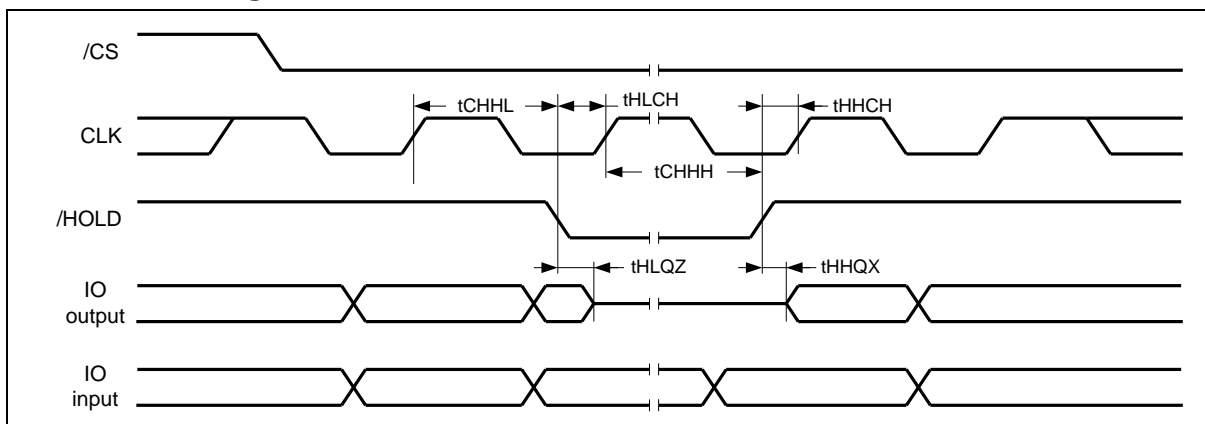 /CS
tCHHL
tHLCH
tHHCH
CLK
tCHHH
/HOLD
tHLQZ
tHHQX
IO
output
IO
input